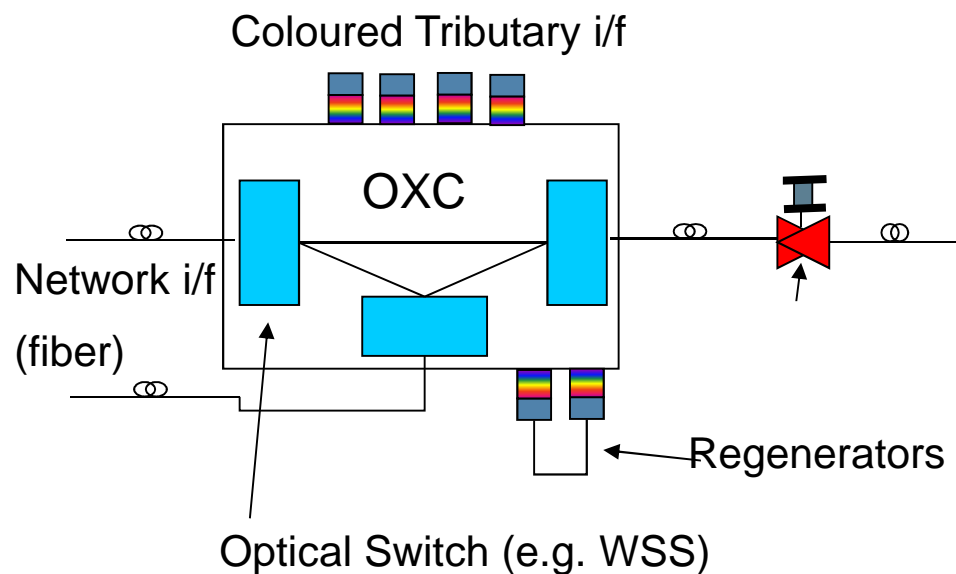 Coloured Tributary i/f
OXC
Network i/f
(fiber)
Regenerators
Optical Switch (e.g. WSS)